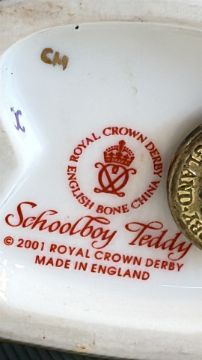 CM
ROYAL CROWN DERBY
ENGLISH BONE CHINA
Schoolboy Teddy
© 2001 ROYAL CROWN DERBY
MADE IN ENGLAND